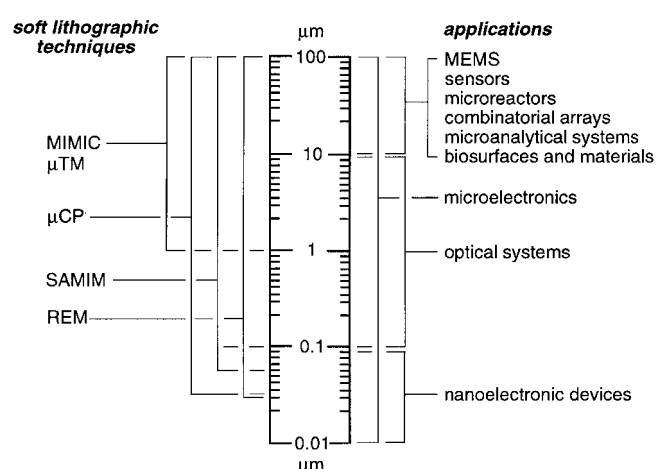 soft lithographic
techniques
µm
applications
100
MEMS
sensors
microreactors
combinatorial arrays
microanalytical systems
biosurfaces and materials
MIMIC
µTM
10
microelectronics
µCP
1
optical systems
SAMIM
REM
0.1
nanoelectronic devices
0.01
µm